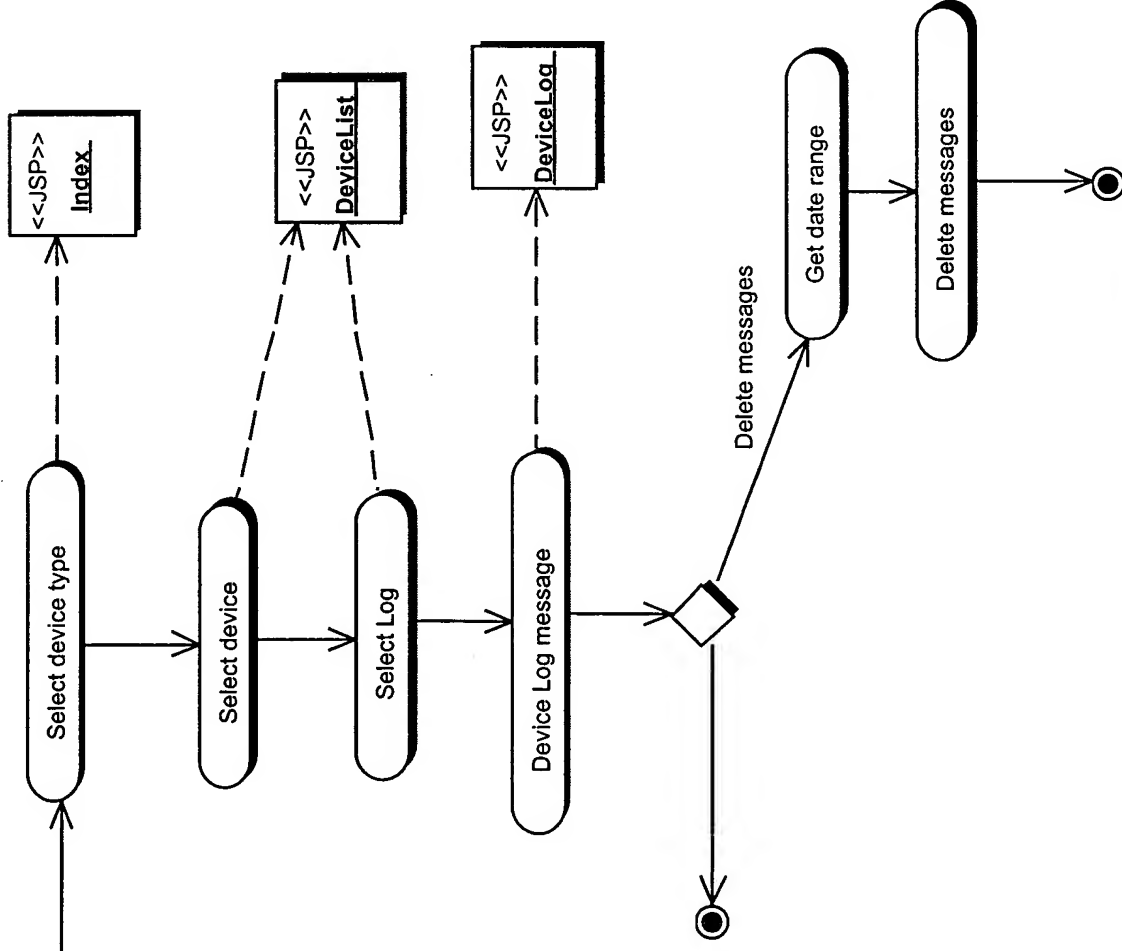 Select device type
<<JSP>>
Index
Select device
<<JSP>>
DeviceList
Select Log
Device Log message
<<JSP>>
DeviceLog
Delete messages
Get date range
Delete messages